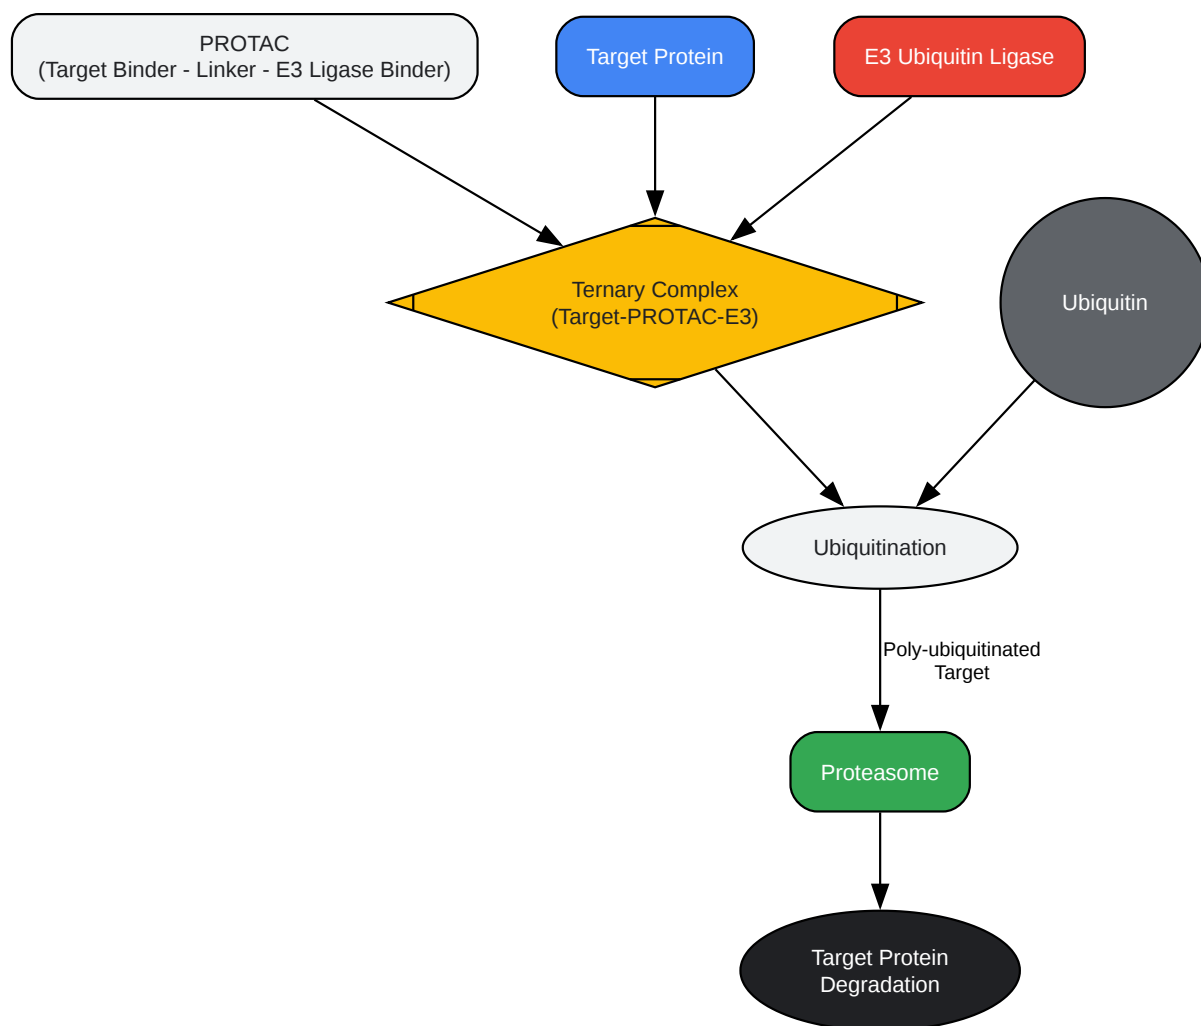 PROTAC
(Target Binder - Linker - E3 Ligase Binder)
Target Protein
E3 Ubiquitin Ligase
Ternary Complex
(Target-PROTAC-E3)
Ubiquitin
Ubiquitination
Poly-ubiquitinated
Target
Proteasome
Target Protein
Degradation